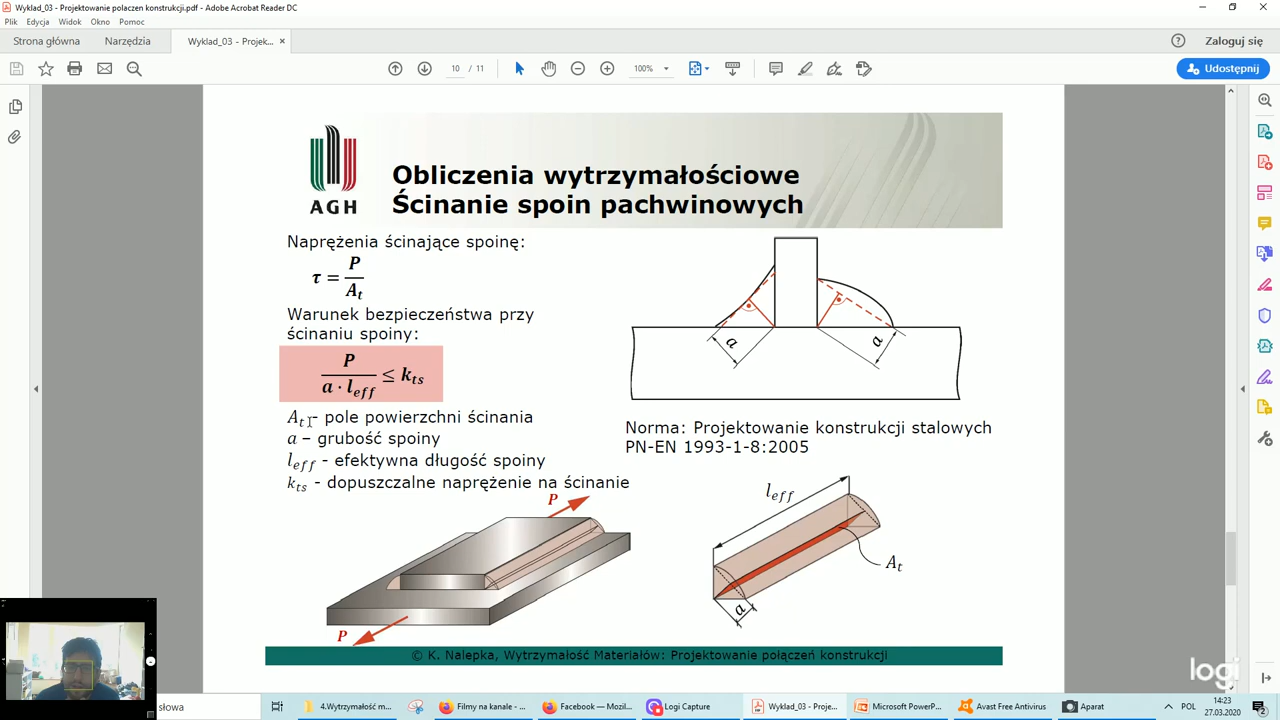 Wyklad_03 - Projektowanie polaczen konstrukcji.pdf - Adobe Acrobat Reader DC
Plik Edycja Widok Okno Pomoc
Strona główna Narzędzia Wyklad_03 - Projek... × Zaloguj się
10 / 11 100% Udostępnij
AGH
Obliczenia wytrzymałościowe
Ścinanie spoin pachwinowych
Naprężenia ścinające spoinę:
τ = P / A_t
Warunek bezpieczeństwa przy
ścinaniu spoiny:
P / (a · l_eff) ≤ k_ts
A_t - pole powierzchni ścinania
a – grubość spoiny
l_eff - efektywna długość spoiny
k_ts - dopuszczalne naprężenie na ścinanie
a a
Norma: Projektowanie konstrukcji stalowych
PN-EN 1993-1-8:2005
P
P
l_eff
A_t
a
© K. Nalepka, Wytrzymałość Materiałów: Projektowanie połączeń konstrukcji
logi
słowa
4.Wytrzymałość m...
Filmy na kanale - ...
Facebook — Mozil...
Logi Capture
Wyklad_03 - Proje...
Microsoft PowerP...
Avast Free Antivirus
Aparat
POL
14:23
27.03.2020
2